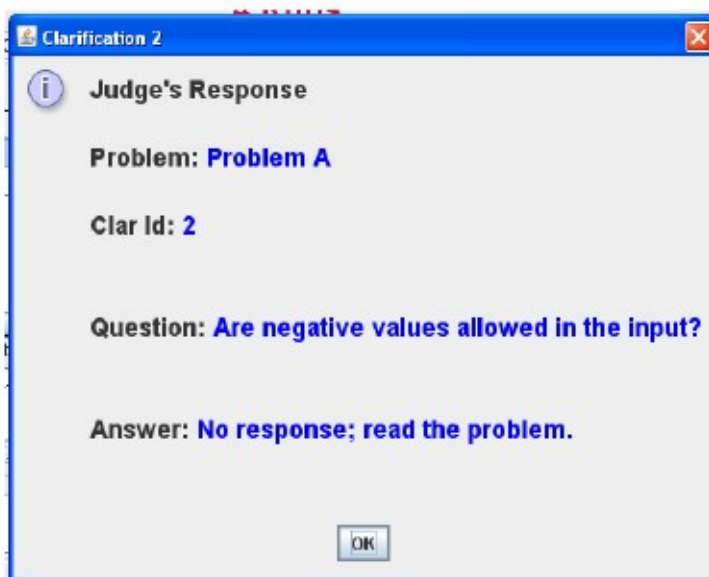 Clarification 2
Judge's Response
Problem: Problem A
Clar Id: 2
Question: Are negative values allowed in the input?
Answer: No response; read the problem.
OK